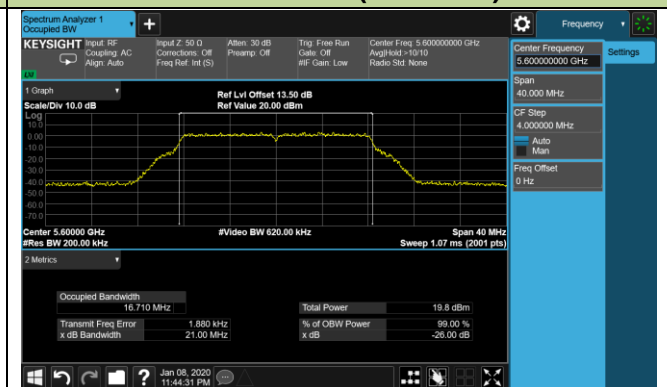 Spectrum Analyzer 1
Occupied BW
+
Frequency
KEYSIGHT
Input: RF
Coupling: AC
Align: Auto
Input Z: 50 Ω
Corrections: Off
Freq Ref: Int (S)
Atten: 30 dB
Preamp: Off
Trig: Free Run
Gate: Off
#IF Gain: Low
Center Freq: 5.600000000 GHz
Avg|Hold:>10/10
Radio Std: None
Center Frequency
5.600000000 GHz
Settings
Span
40.000 MHz
CF Step
4.000000 MHz
Auto
Man
Freq Offset
0 Hz
1 Graph
Scale/Div 10.0 dB
Ref Lvl Offset 13.50 dB
Ref Value 20.00 dBm
Log
10.0
0.00
-10.0
-20.0
-30.0
-40.0
-50.0
-60.0
-70.0
Center 5.60000 GHz
#Res BW 200.00 kHz
#Video BW 620.00 kHz
Span 40 MHz
Sweep 1.07 ms (2001 pts)
2 Metrics
Occupied Bandwidth
16.710 MHz
Total Power 19.8 dBm
Transmit Freq Error 1.880 kHz
% of OBW Power 99.00 %
x dB Bandwidth 21.00 MHz
x dB -26.00 dB
?
Jan 08, 2020
11:44:31 PM